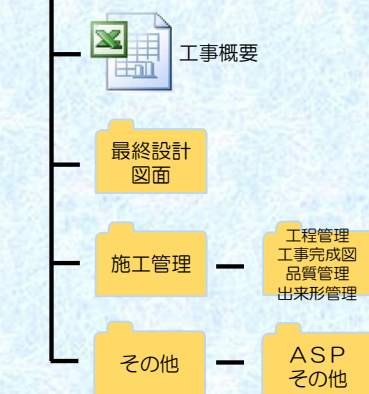 工事概要
最終設計
図面
施工管理
工程管理
工事完成図
品質管理
出来形管理
その他
ＡＳＰ
その他